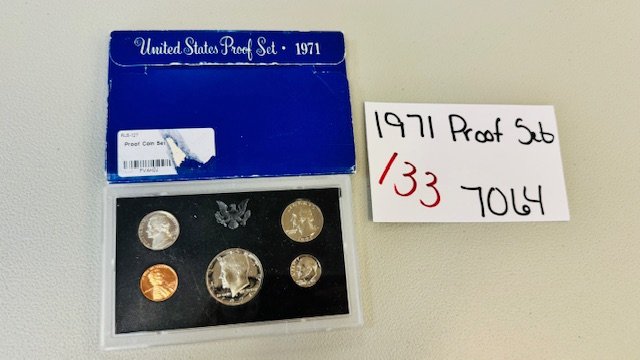 United States Proof Set • 1971
Proof Coin Set
1971 Proof Set
133
7064